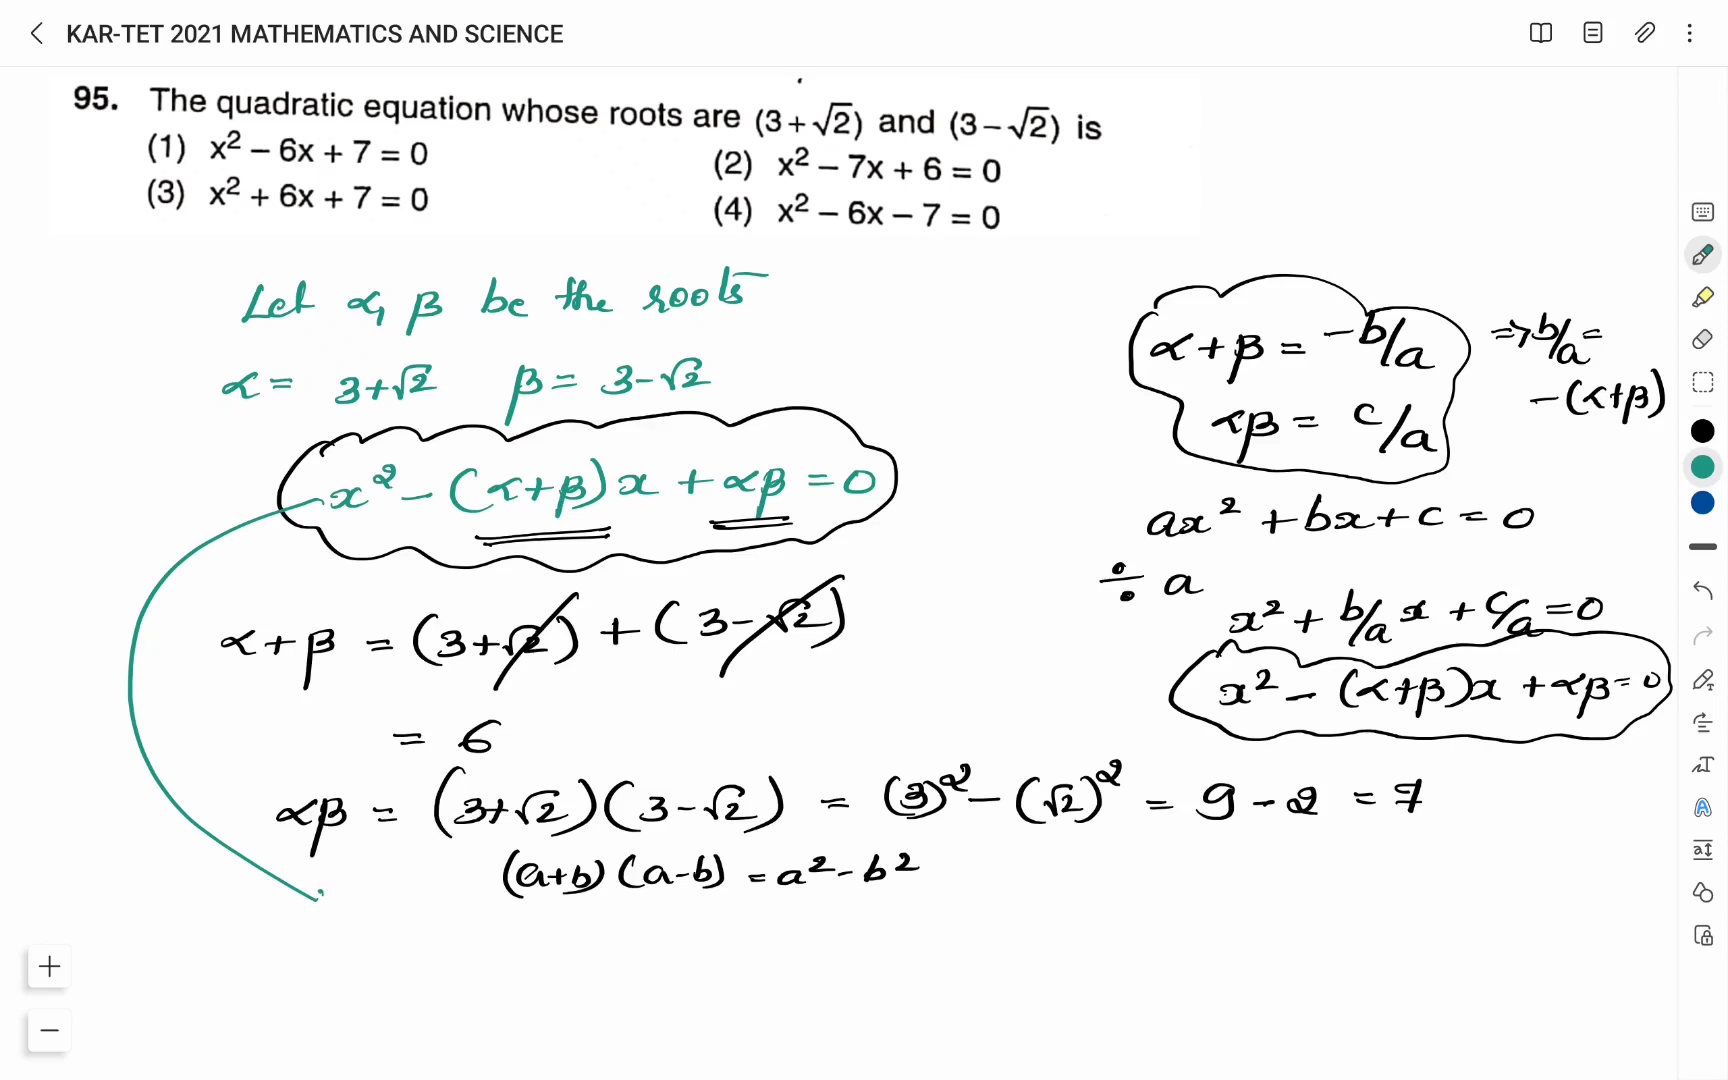 KAR-TET 2021 MATHEMATICS AND SCIENCE
95. The quadratic equation whose roots are (3+√2) and (3−√2) is
(1) x² − 6x + 7 = 0
(2) x² − 7x + 6 = 0
(3) x² + 6x + 7 = 0
(4) x² − 6x − 7 = 0
Let α, β be the roots
α = 3+√2 β = 3-√2
x² - (α+β)x + αβ = 0
α+β = (3+√2) + (3-√2)
= 6
αβ = (3+√2)(3-√2) = (3)² - (√2)² = 9 - 2 = 7
(a+b)(a-b) = a² - b²
α+β = -b/a ⇒ b/a =
-(α+β)
αβ = c/a
ax² + bx + c = 0
÷ a
x² + b/a x + c/a = 0
x² - (α+β)x + αβ = 0